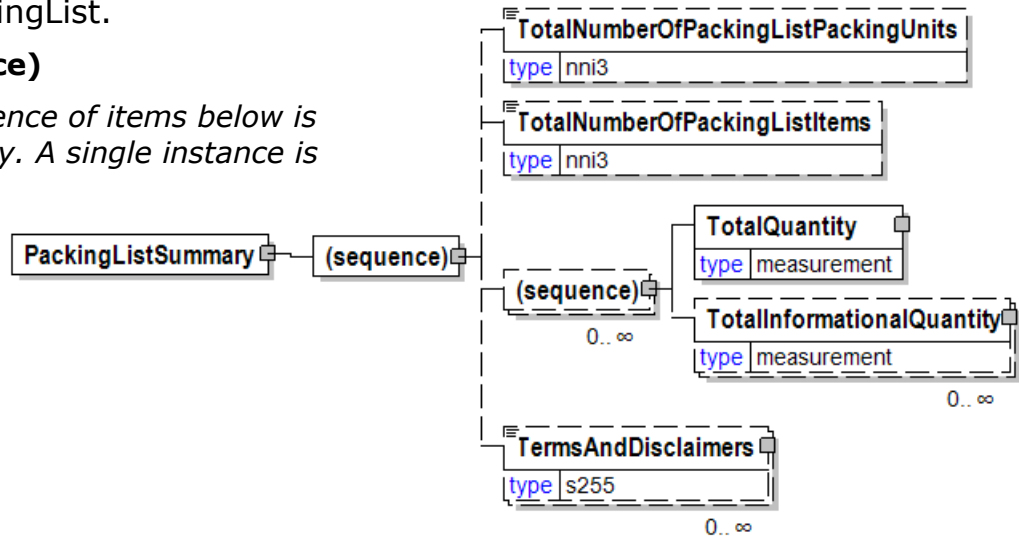 ingList.
ce)
ence of items below is
y. A single instance is
TotalNumberOfPackingListPackingUnits
type nni3
TotalNumberOfPackingListItems
type nni3
PackingListSummary
(sequence)
(sequence)
0.. ∞
TotalQuantity
type measurement
TotalInformationalQuantity
type measurement
0.. ∞
TermsAndDisclaimers
type s255
0.. ∞